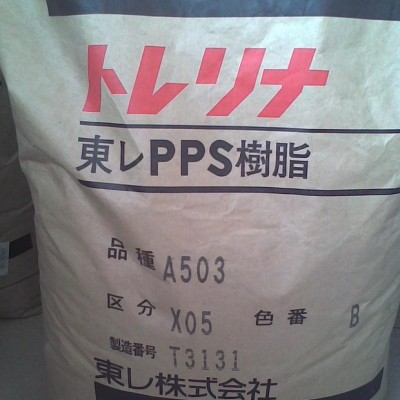 トレリナ
東レPPS樹脂
品種 A503
区分 X05 色番 B
製造番号 T3131
東レ株式会社